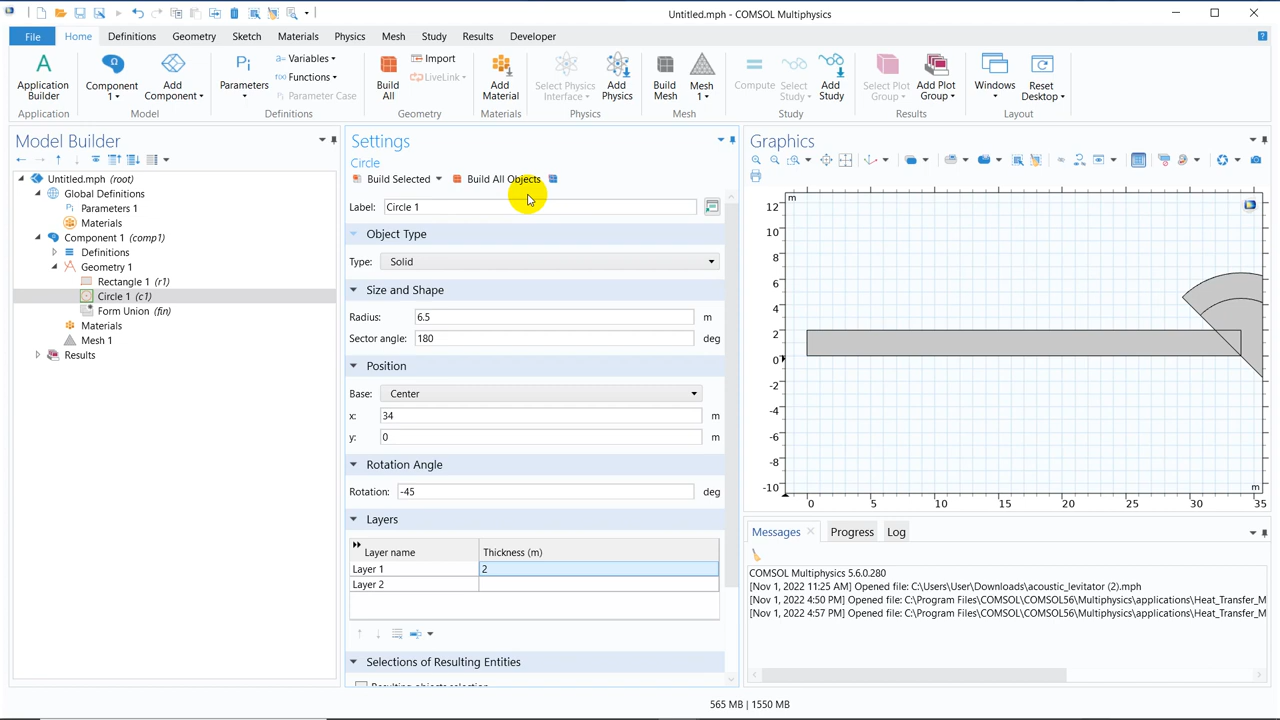 Untitled.mph - COMSOL Multiphysics
File Home Definitions Geometry Sketch Materials Physics Mesh Study Results Developer
Application Builder
Component 1
Add Component
Parameters
Variables
Functions
Parameter Case
Build All
Import
LiveLink
Add Material
Select Physics Interface
Add Physics
Build Mesh
Mesh 1
Compute
Select Study
Add Study
Select Plot Group
Add Plot Group
Windows
Reset Desktop
Application Model Definitions Geometry Materials Physics Mesh Study Results Layout
Model Builder
Untitled.mph (root)
Global Definitions
Parameters 1
Materials
Component 1 (comp1)
Definitions
Geometry 1
Rectangle 1 (r1)
Circle 1 (c1)
Form Union (fin)
Materials
Mesh 1
Results
Settings
Circle
Build Selected Build All Objects
Label: Circle 1
Object Type
Type: Solid
Size and Shape
Radius: 6.5 m
Sector angle: 180 deg
Position
Base: Center
x: 34 m
y: 0 m
Rotation Angle
Rotation: -45 deg
Layers
Layer name Thickness (m)
Layer 1 2
Layer 2
Selections of Resulting Entities
Resulting objects selection
Graphics
m
12
10
8
6
4
2
0
-2
-4
-6
-8
-10
m
0 5 10 15 20 25 30 35
Messages Progress Log
COMSOL Multiphysics 5.6.0.280
[Nov 1, 2022 11:25 AM] Opened file: C:\Users\User\Downloads\acoustic_levitator (2).mph
[Nov 1, 2022 4:50 PM] Opened file: C:\Program Files\COMSOL\COMSOL56\Multiphysics\applications\Heat_Transfer_M
[Nov 1, 2022 4:57 PM] Opened file: C:\Program Files\COMSOL\COMSOL56\Multiphysics\applications\Heat_Transfer_M
565 MB | 1550 MB